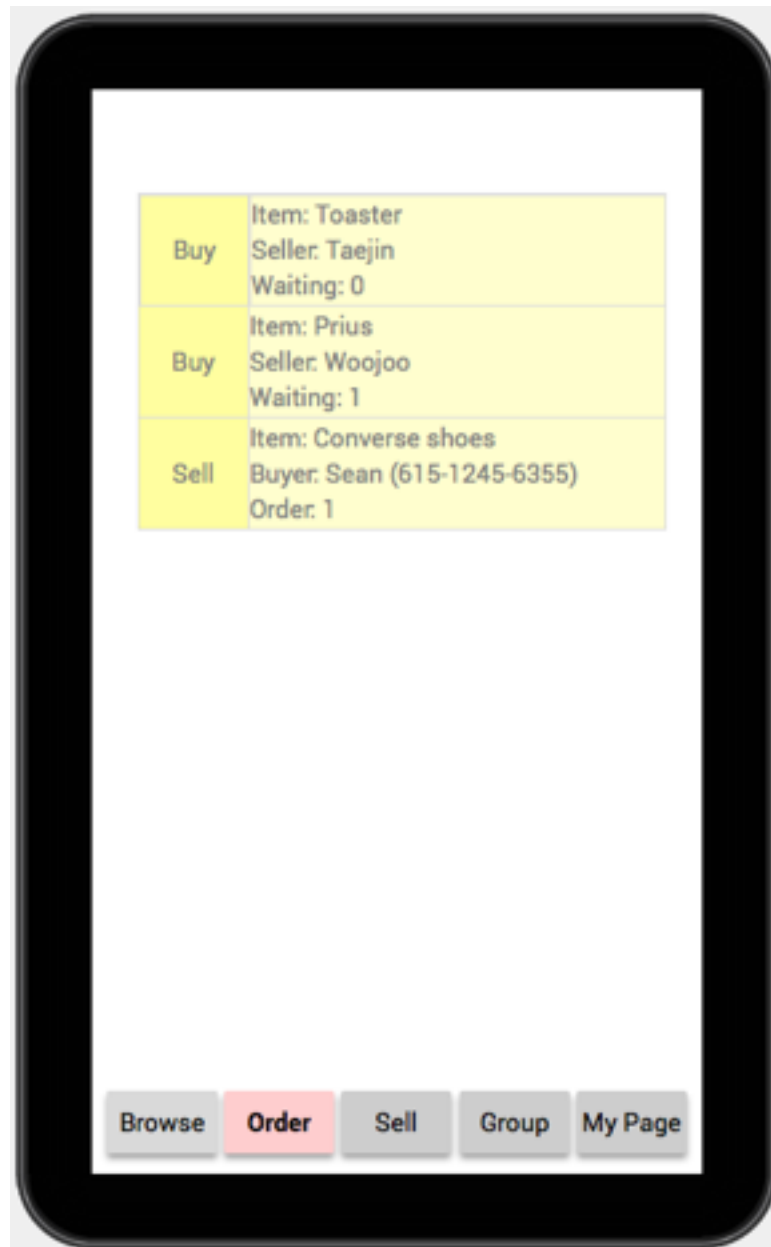 Buy
Item: Toaster
Seller: Taejin
Waiting: 0
Buy
Item: Prius
Seller: Woojoo
Waiting: 1
Sell
Item: Converse shoes
Buyer: Sean (615-1245-6355)
Order: 1
Browse Order Sell Group My Page